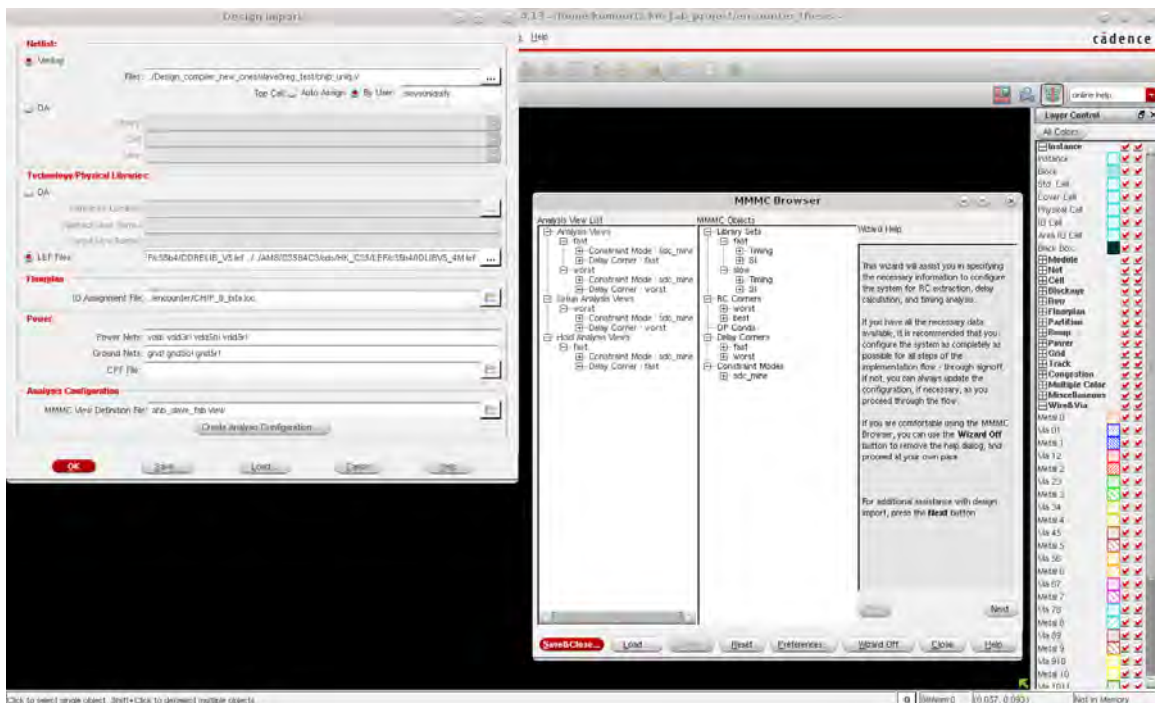 Design Import
Help
cādence
Netlist:
Verilog
Files:
...
Top Cell: Auto Assign By User:
OA
Technology/Physical Libraries:
OA
LEF Files
...
Floorplan
IO Assignment File:
Power
Power Nets:
Ground Nets:
CPF File:
Analysis Configuration
MMMC View Definition File: ahb_slave_fab.view
Create Analysis Configuration...
OK
Save
Load...
Help
online help
Layer Control
All Colors
Instance
Instance
Block
Std. Cell
Cover Cell
Physical Cell
IO Cell
Area IO Cell
Black Box
Module
Net
Cell
Blockage
Row
Floorplan
Partition
Bump
Power
Grid
Track
Congestion
Multiple Color
Miscellaneous
Wire&Via
Metal 0
Via 01
Metal 1
Via 12
Metal 2
Via 23
Metal 3
Via 34
Metal 4
Via 45
Metal 5
Via 56
Metal 6
Via 67
Metal 7
Via 78
Metal 8
Via 89
Metal 9
Via 910
Metal 10
Via 1011
MMMC Browser
Analysis View List
Analysis Views
fast
Constraint Mode : sdc_mine
Delay Corner : fast
worst
Constraint Mode : sdc_mine
Delay Corner : worst
Setup Analysis Views
worst
Constraint Mode : sdc_mine
Delay Corner : worst
Hold Analysis Views
fast
Constraint Mode : sdc_mine
Delay Corner : fast
MMMC Objects
Library Sets
fast
Timing
SI
slow
Timing
SI
RC Corners
worst
best
OP Conds
Delay Corners
fast
worst
Constraint Modes
sdc_mine
Wizard Help
This wizard will assist you in specifying
the necessary information to configure
the system for RC extraction, delay
calculation, and timing analysis.
If you have all the necessary data
available, it is recommended that you
configure the system as completely as
possible for all steps of the
implementation flow - through signoff.
If not, you can always update the
configuration, if necessary, as you
proceed through the flow.
If you are comfortable using the MMMC
Browser, you can use the Wizard Off
button to remove the help dialog, and
proceed at your own pace.
For additional assistance with design
import, press the Next button
Next
Save&Close...
Load...
Reset
Preferences...
Wizard Off
Close
Help
Click to select single object. Shift+Click to de/select multiple objects.
Q
Not in Memory